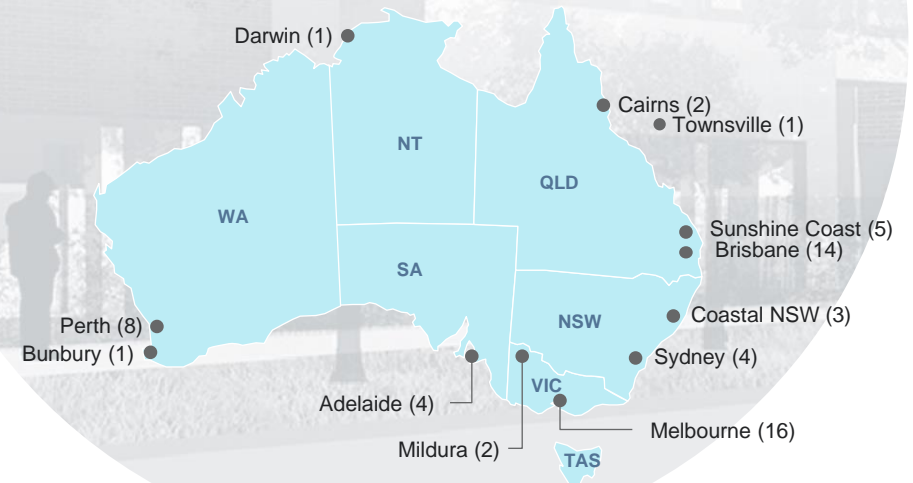 Darwin (1)
Cairns (2)
Townsville (1)
NT
QLD
WA
Sunshine Coast (5)
Brisbane (14)
SA
Perth (8)
NSW
Coastal NSW (3)
Bunbury (1)
Sydney (4)
VIC
Adelaide (4)
Melbourne (16)
Mildura (2)
TAS